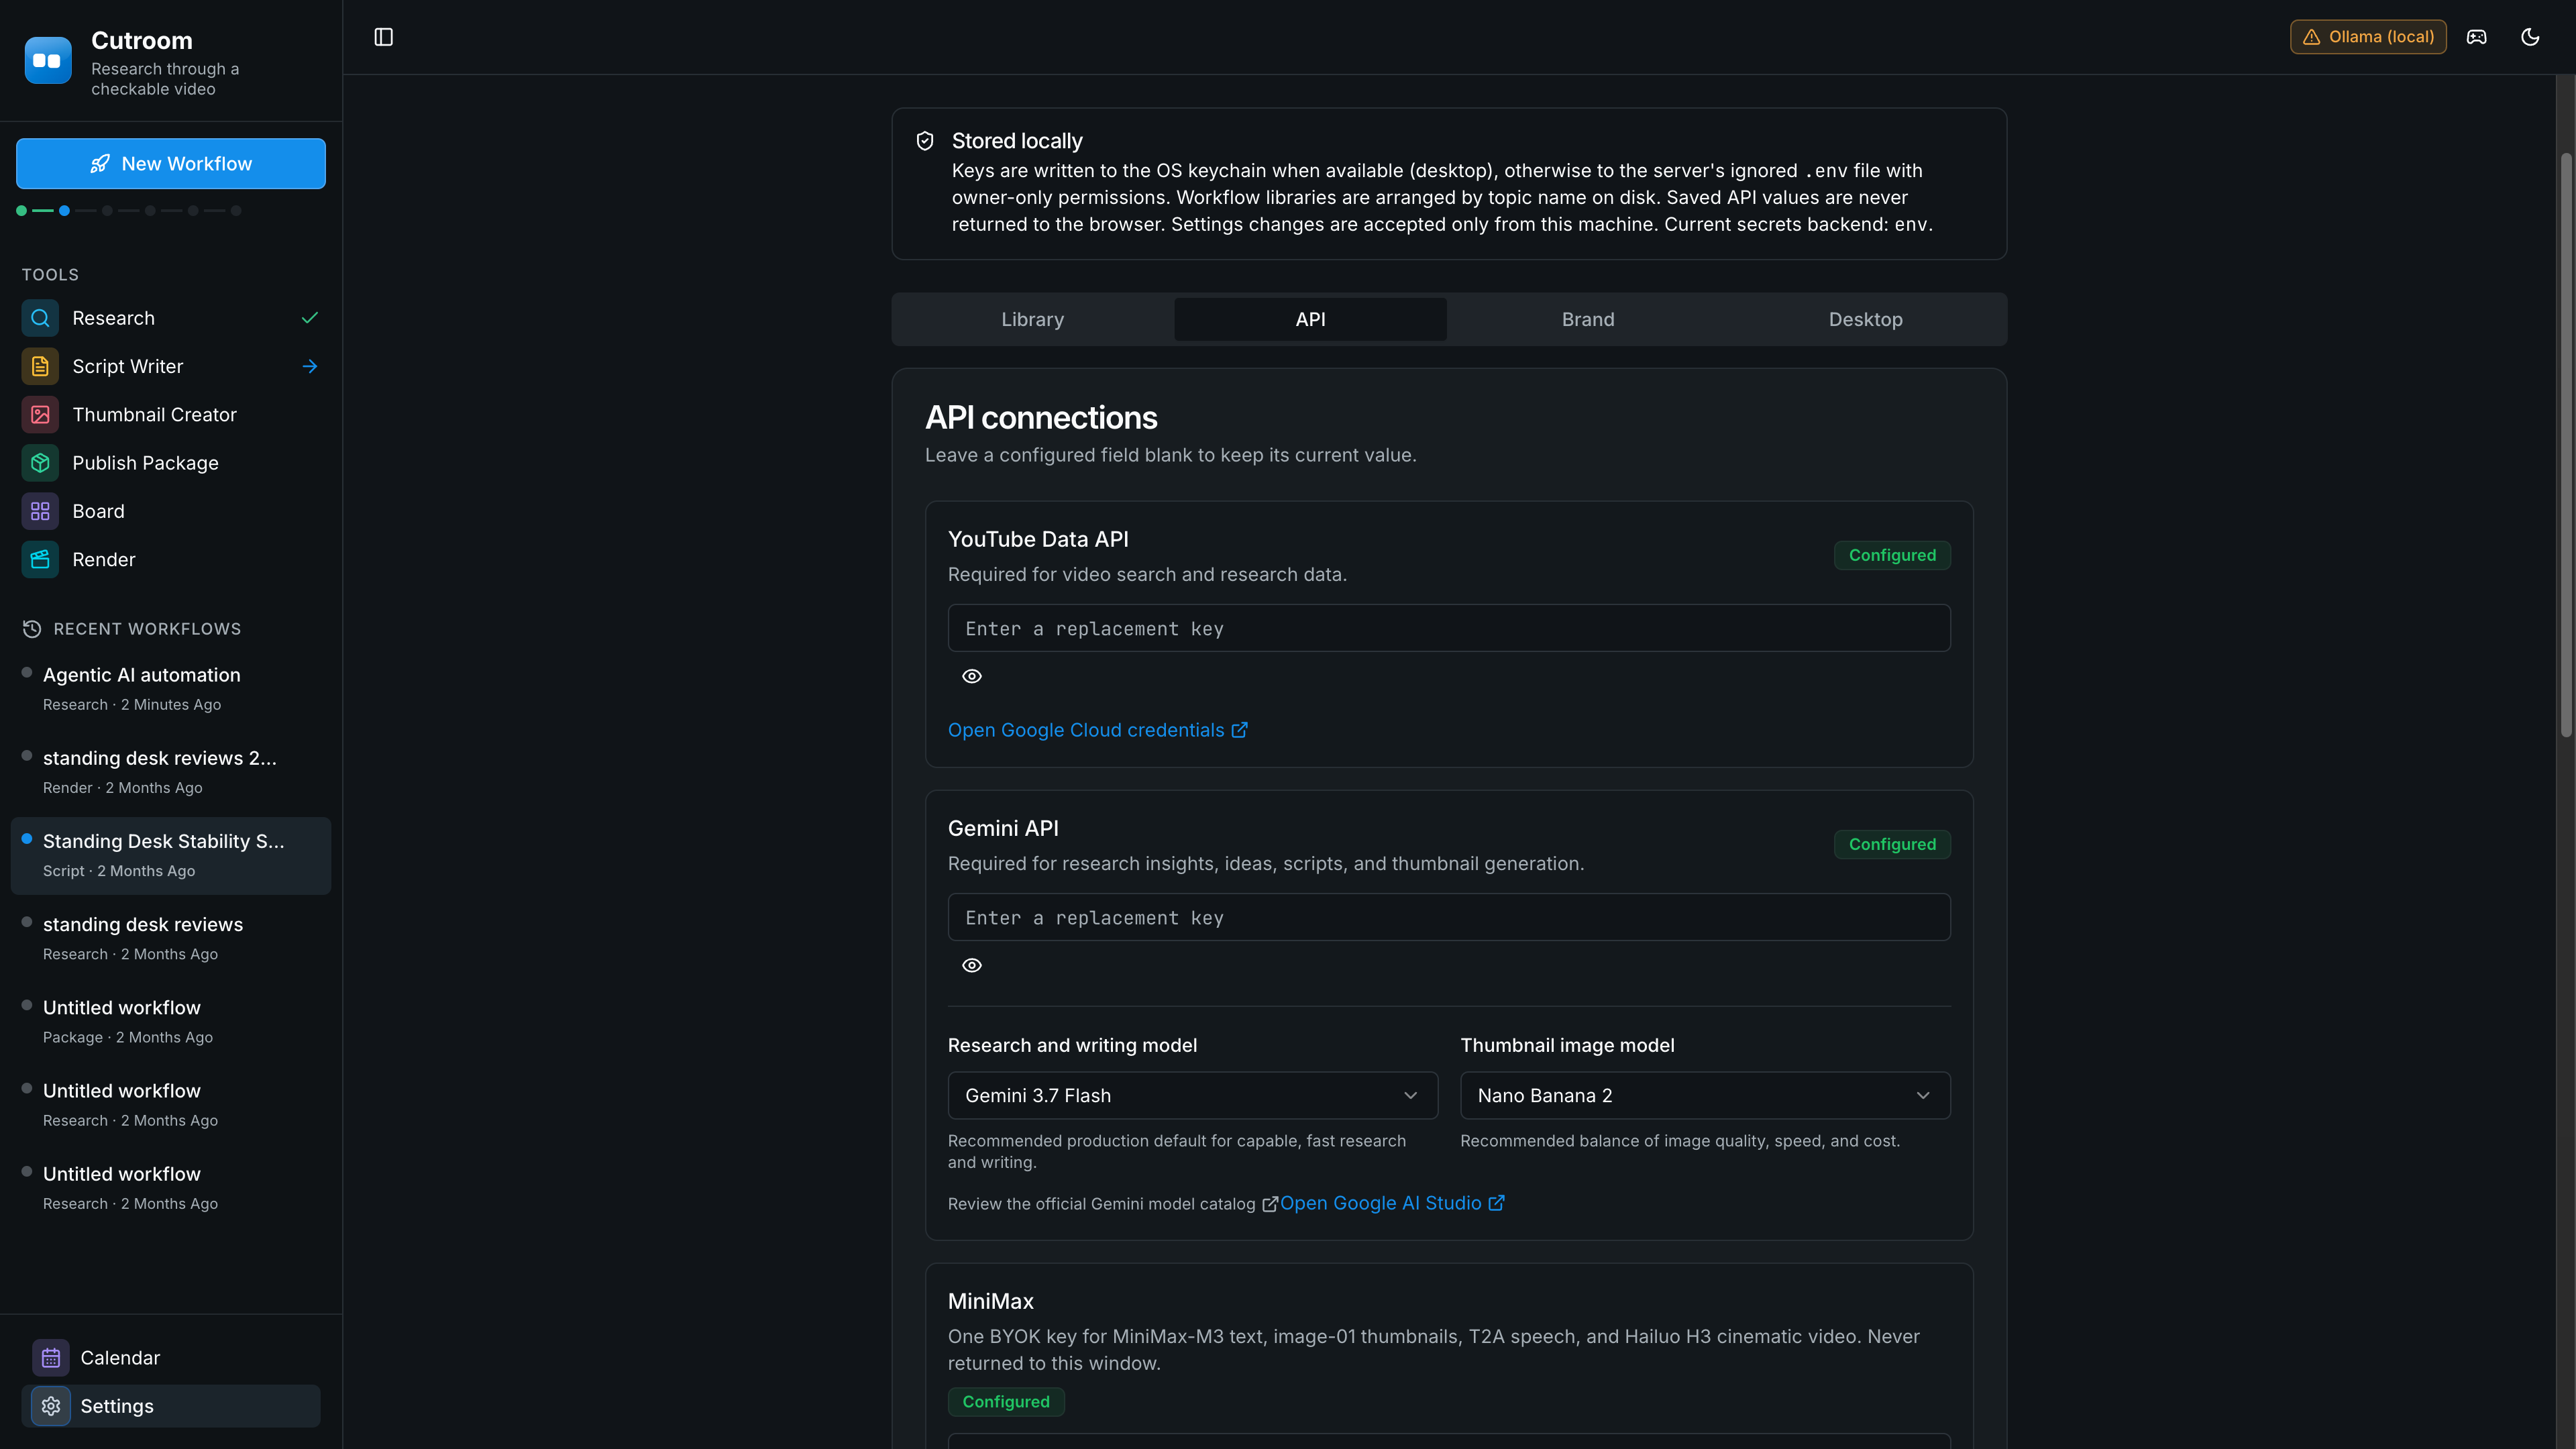 Cutroom
Research through a
checkable video
New Workflow
TOOLS
Research
Script Writer
Thumbnail Creator
Publish Package
Board
Render
RECENT WORKFLOWS
Agentic AI automation
Research · 2 Minutes Ago
standing desk reviews 2...
Render · 2 Months Ago
Standing Desk Stability S...
Script · 2 Months Ago
standing desk reviews
Research · 2 Months Ago
Untitled workflow
Package · 2 Months Ago
Untitled workflow
Research · 2 Months Ago
Untitled workflow
Research · 2 Months Ago
Calendar
Settings
Ollama (local)
Stored locally
Keys are written to the OS keychain when available (desktop), otherwise to the server's ignored .env file with
owner-only permissions. Workflow libraries are arranged by topic name on disk. Saved API values are never
returned to the browser. Settings changes are accepted only from this machine. Current secrets backend: env.
Library API Brand Desktop
API connections
Leave a configured field blank to keep its current value.
YouTube Data API
Configured
Required for video search and research data.
Enter a replacement key
Open Google Cloud credentials
Gemini API
Configured
Required for research insights, ideas, scripts, and thumbnail generation.
Enter a replacement key
Research and writing model
Gemini 3.7 Flash
Recommended production default for capable, fast research
and writing.
Thumbnail image model
Nano Banana 2
Recommended balance of image quality, speed, and cost.
Review the official Gemini model catalog Open Google AI Studio
MiniMax
One BYOK key for MiniMax-M3 text, image-01 thumbnails, T2A speech, and Hailuo H3 cinematic video. Never
returned to this window.
Configured